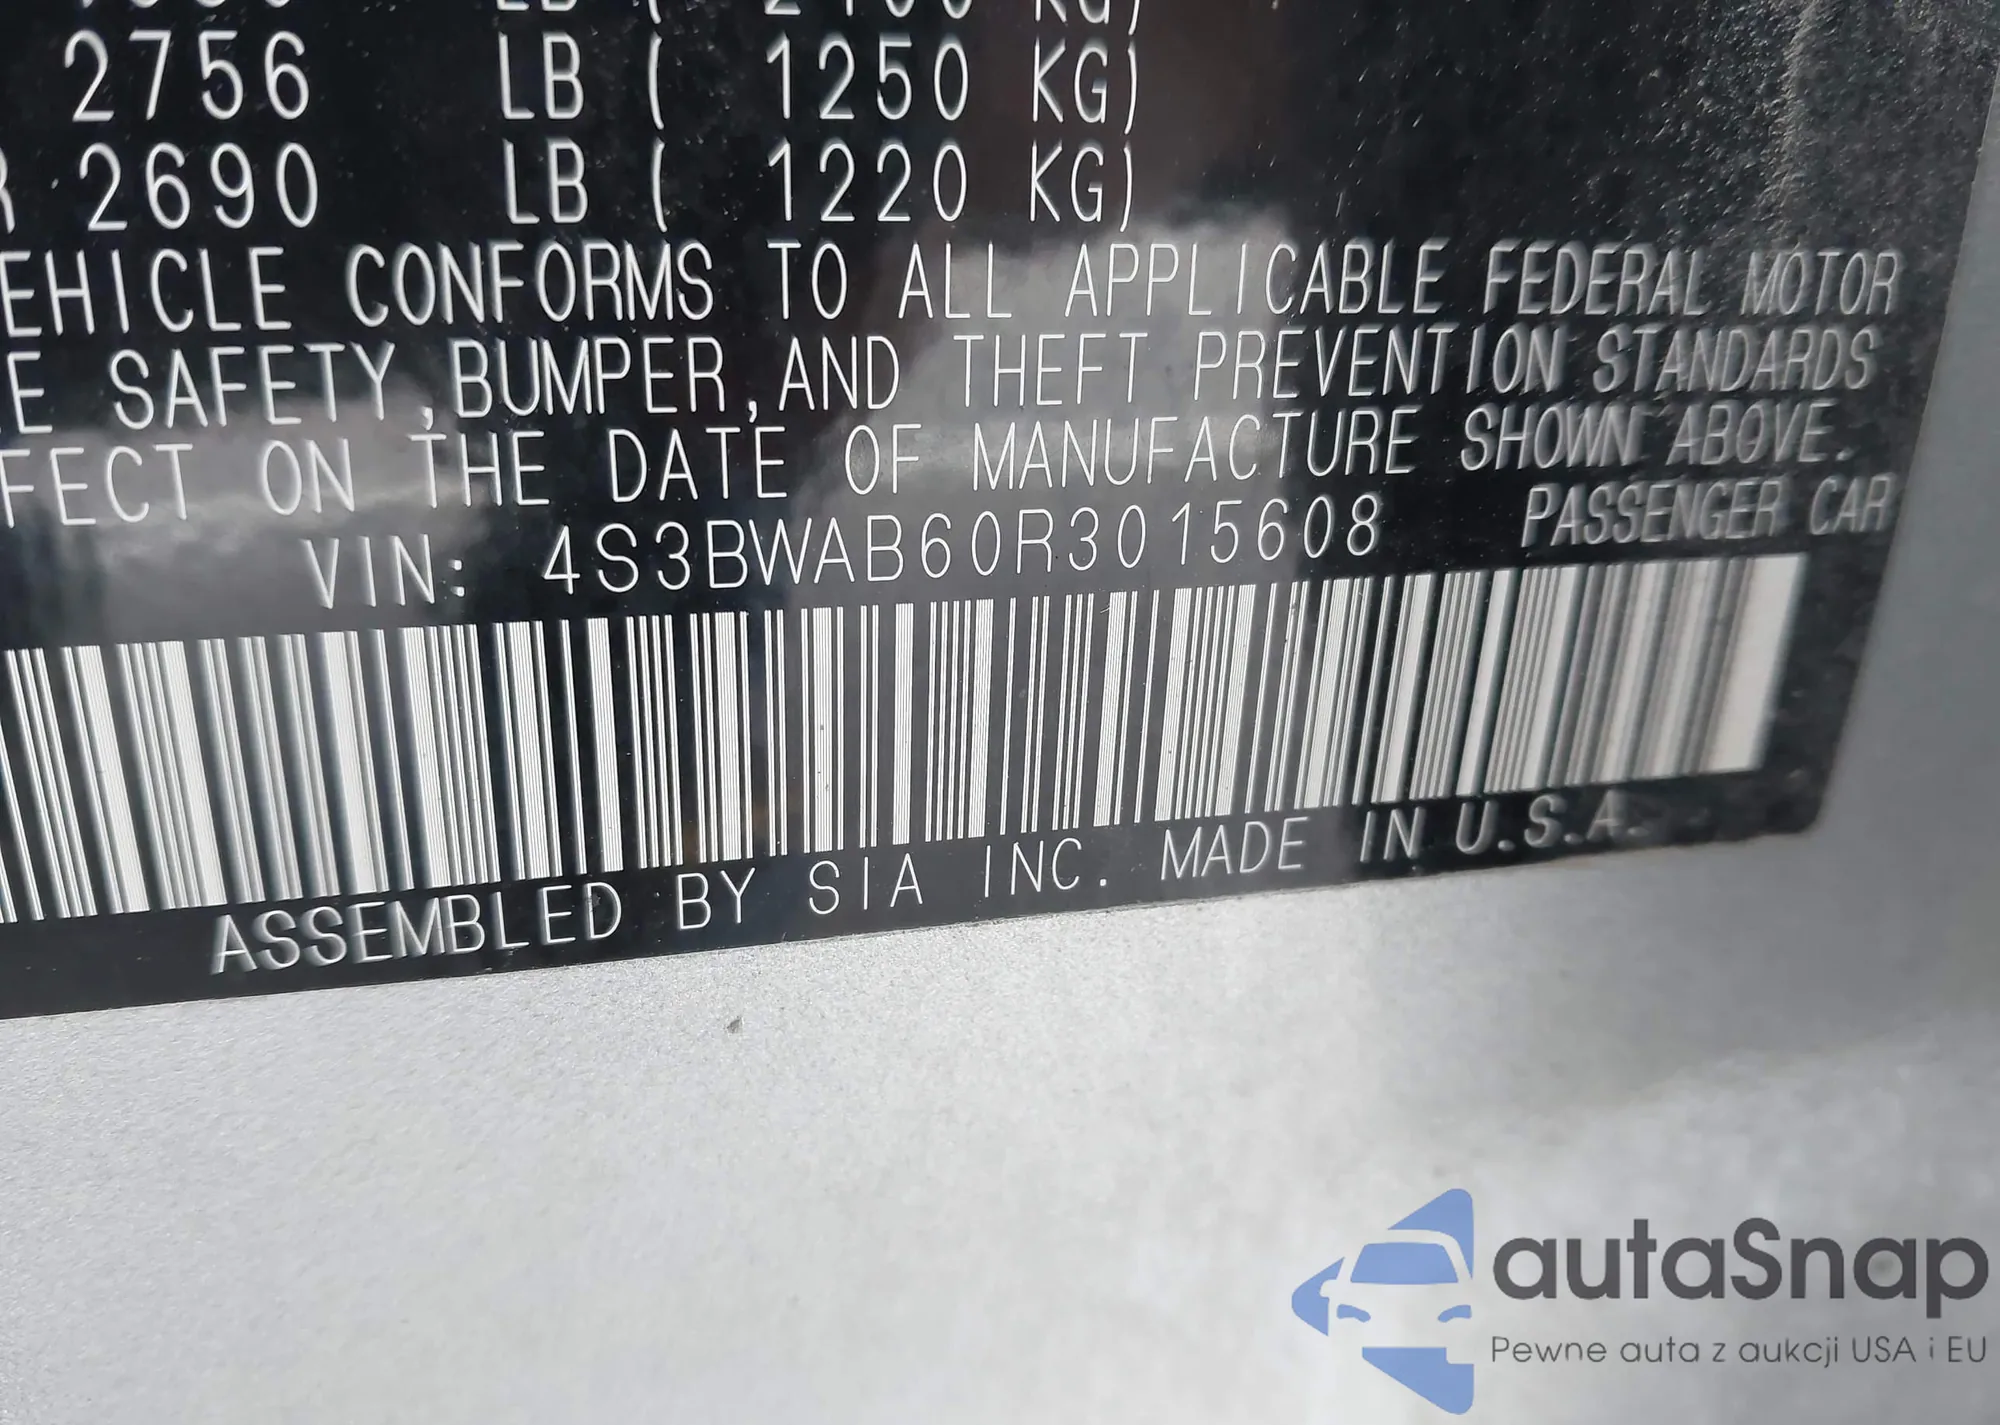 2756 LB ( 1250 KG)
R 2690 LB ( 1220 KG)
EHICLE CONFORMS TO ALL APPLICABLE FEDERAL MOTOR
E SAFETY,BUMPER,AND THEFT PREVENTION STANDARDS
FECT ON THE DATE OF MANUFACTURE SHOWN ABOVE.
VIN: 4S3BWAB60R3015608 PASSENGER CAR
ASSEMBLED BY SIA INC. MADE IN U.S.A.
autaSnap
Pewne auta z aukcji USA i EU